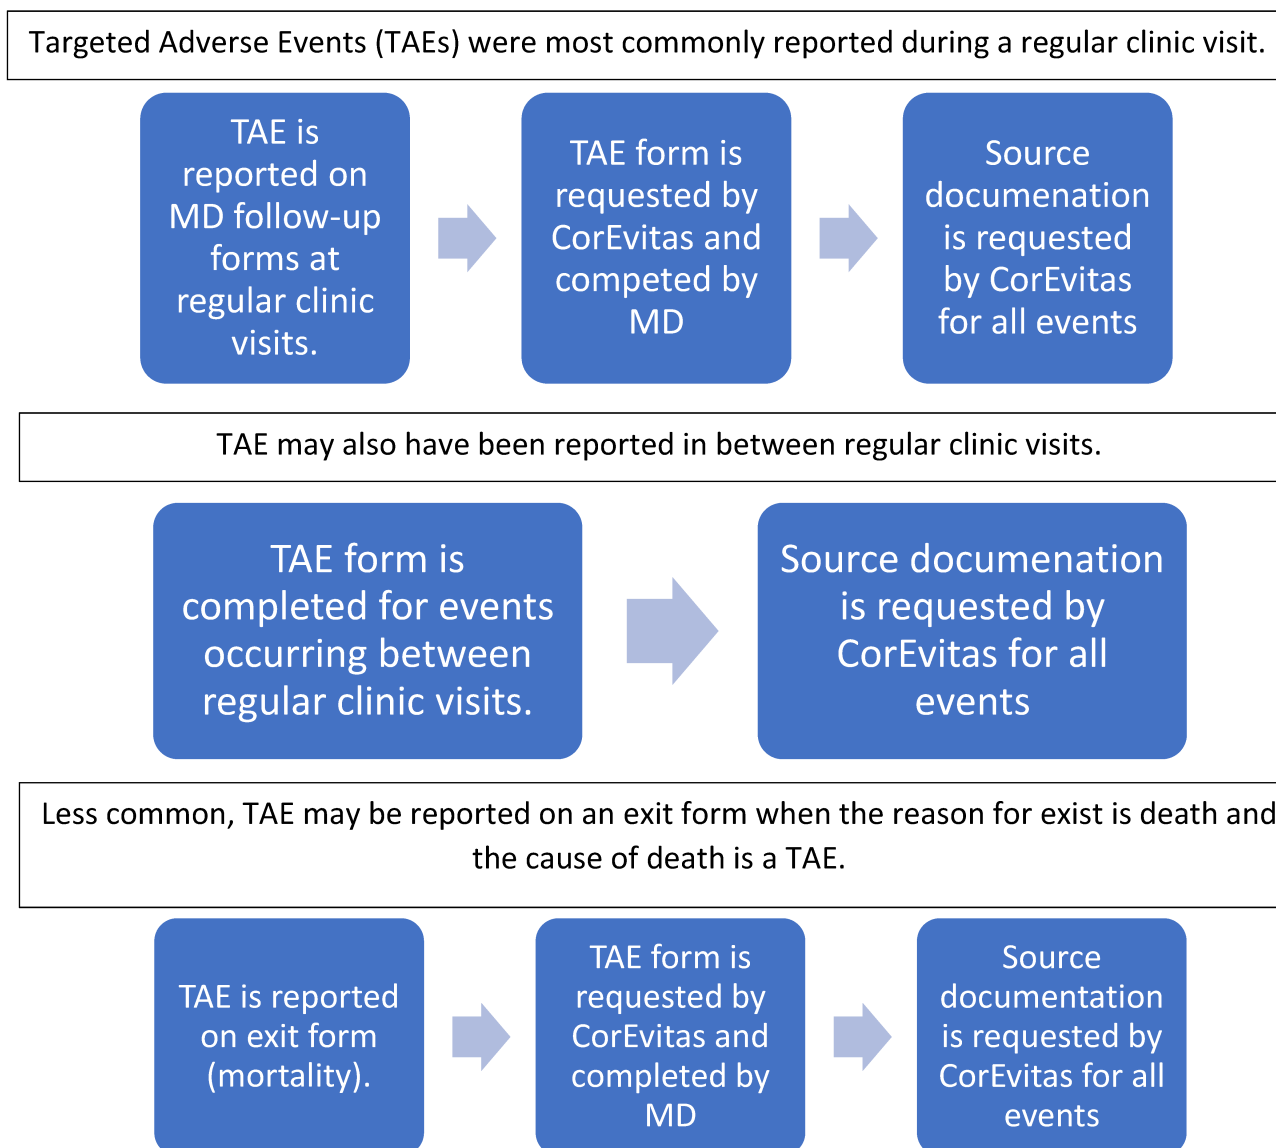 Targeted Adverse Events (TAEs) were most commonly reported during a regular clinic visit.
TAE is
reported on
MD follow-up
forms at
regular clinic
visits.
TAE form is
requested by
CorEvitas and
competed by
MD
Source
documenation
is requested
by CorEvitas
for all events
TAE may also have been reported in between regular clinic visits.
TAE form is
completed for events
occurring between
regular clinic visits.
Source documenation
is requested by
CorEvitas for all
events
Less common, TAE may be reported on an exit form when the reason for exist is death and
the cause of death is a TAE.
TAE is reported
on exit form
(mortality).
TAE form is
requested by
CorEvitas and
completed by
MD
Source
documentation
is requested by
CorEvitas for all
events